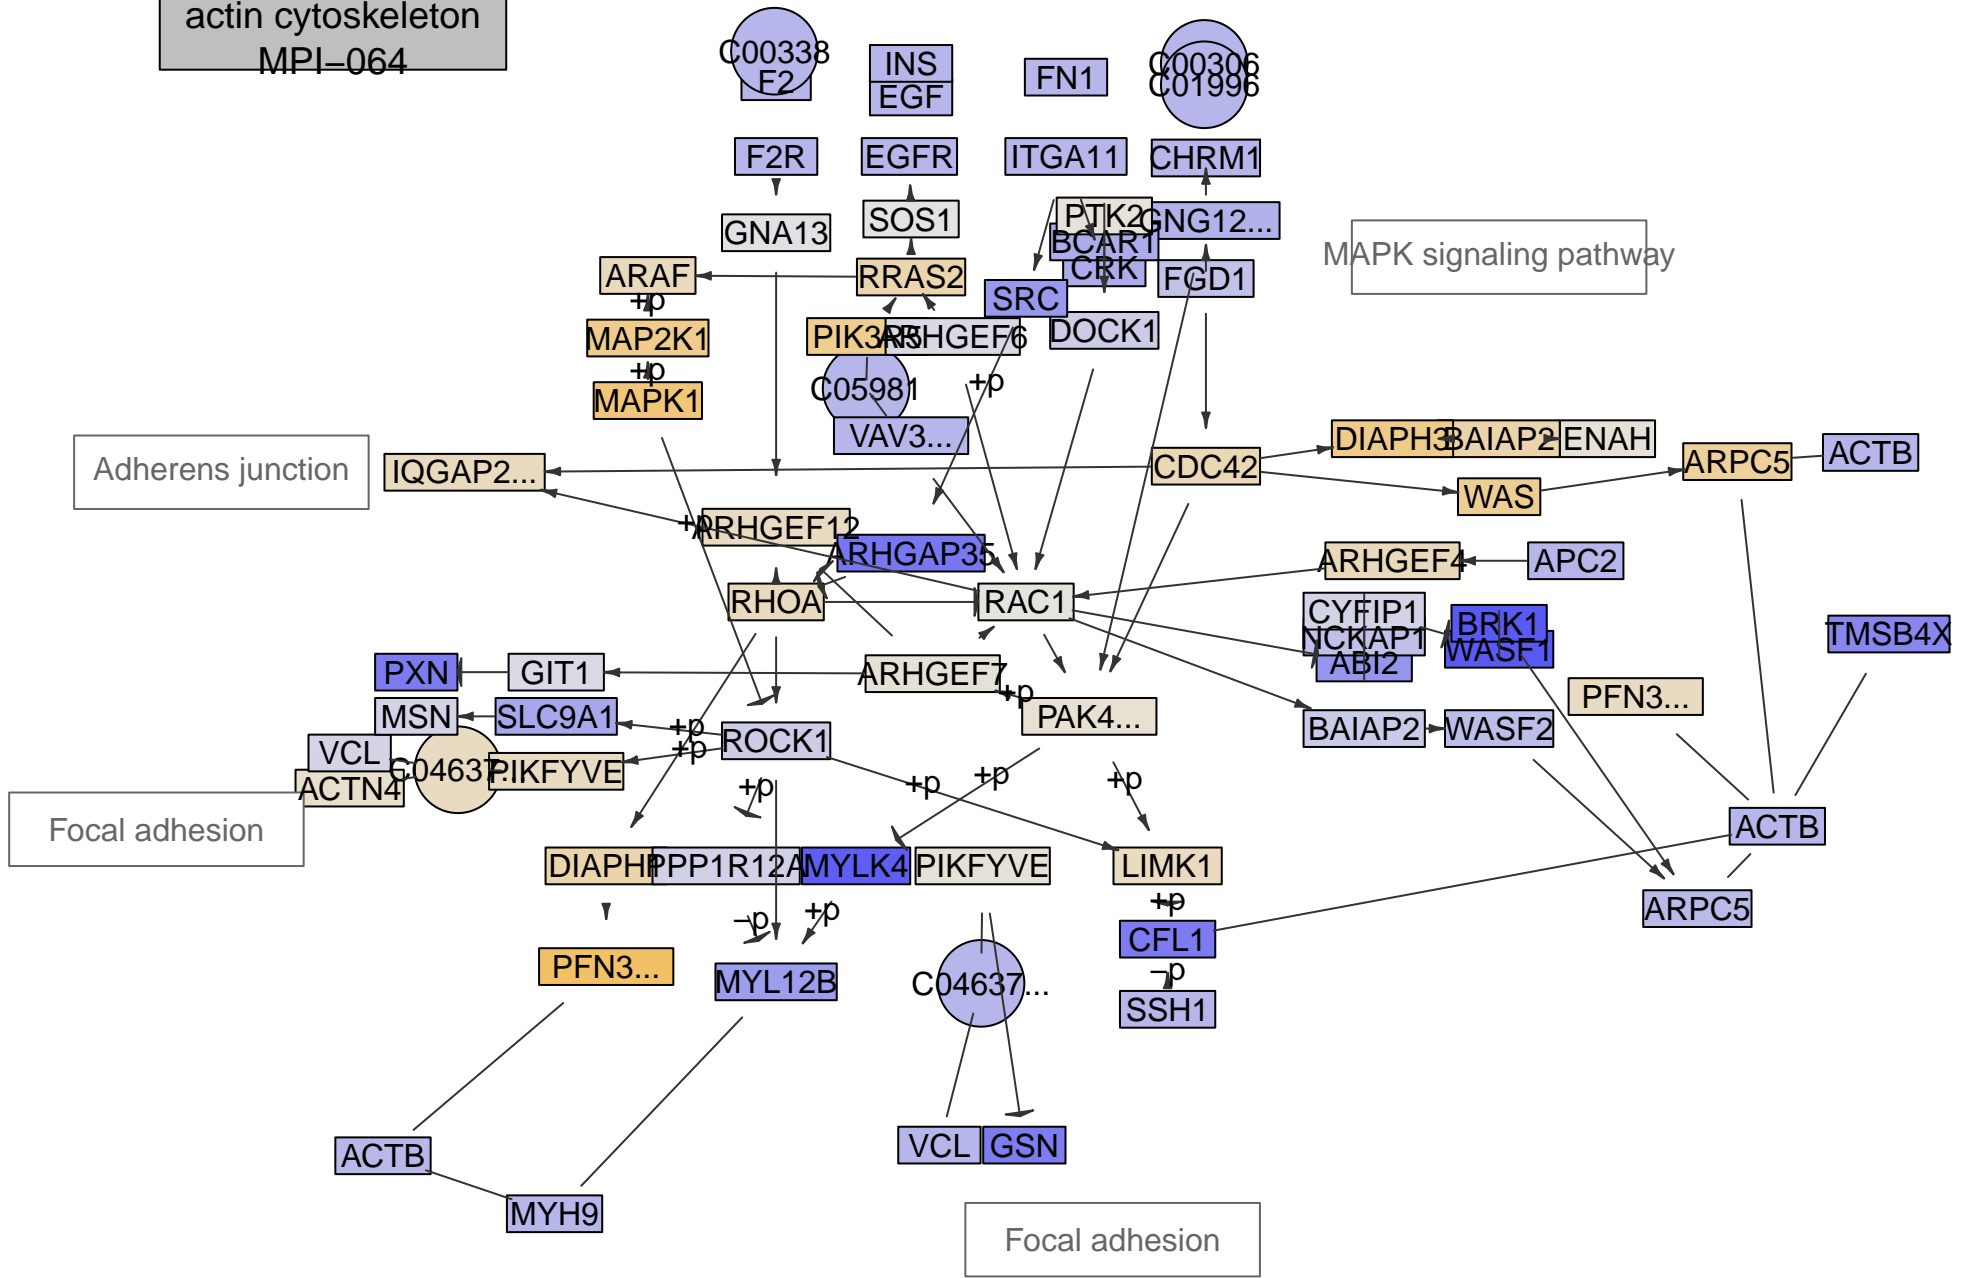 actin cytoskeleton
MPI−064
C00338
F2
INS
EGF
FN1
C00306
C01996
F2R
EGFR
ITGA11
CHRM1
GNA13
SOS1
PTK2
GNG12...
BCAR1
CRK
MAPK signaling pathway
ARAF
RRAS2
SRC
FGD1
+p
MAP2K1
ARHGEF6
DOCK1
+p
MAPK1
C05981
+p
VAV3...
Adherens junction
IQGAP2...
CDC42
DIAPH3
BAIAP2
ENAH
ARPC5
ACTB
WAS
+p
ARHGEF12
ARHGAP35
ARHGEF4
APC2
RHOA
RAC1
CYFIP1
NCKAP1
ABI2
BRK1
WASF1
TMSB4X
PXN
GIT1
ARHGEF7
+p
PFN3...
MSN
SLC9A1
+p
PAK4...
ROCK1
BAIAP2
WASF2
VCL
+p
ACTN4
C04637...
PIKFYVE
+p
+p
+p
+p
Focal adhesion
ACTB
PPP1R12A
MYLK4
PIKFYVE
LIMK1
+p
ARPC5
−p
+p
CFL1
PFN3...
MYL12B
C04637...
−p
SSH1
ACTB
VCL
GSN
MYH9
Focal adhesion